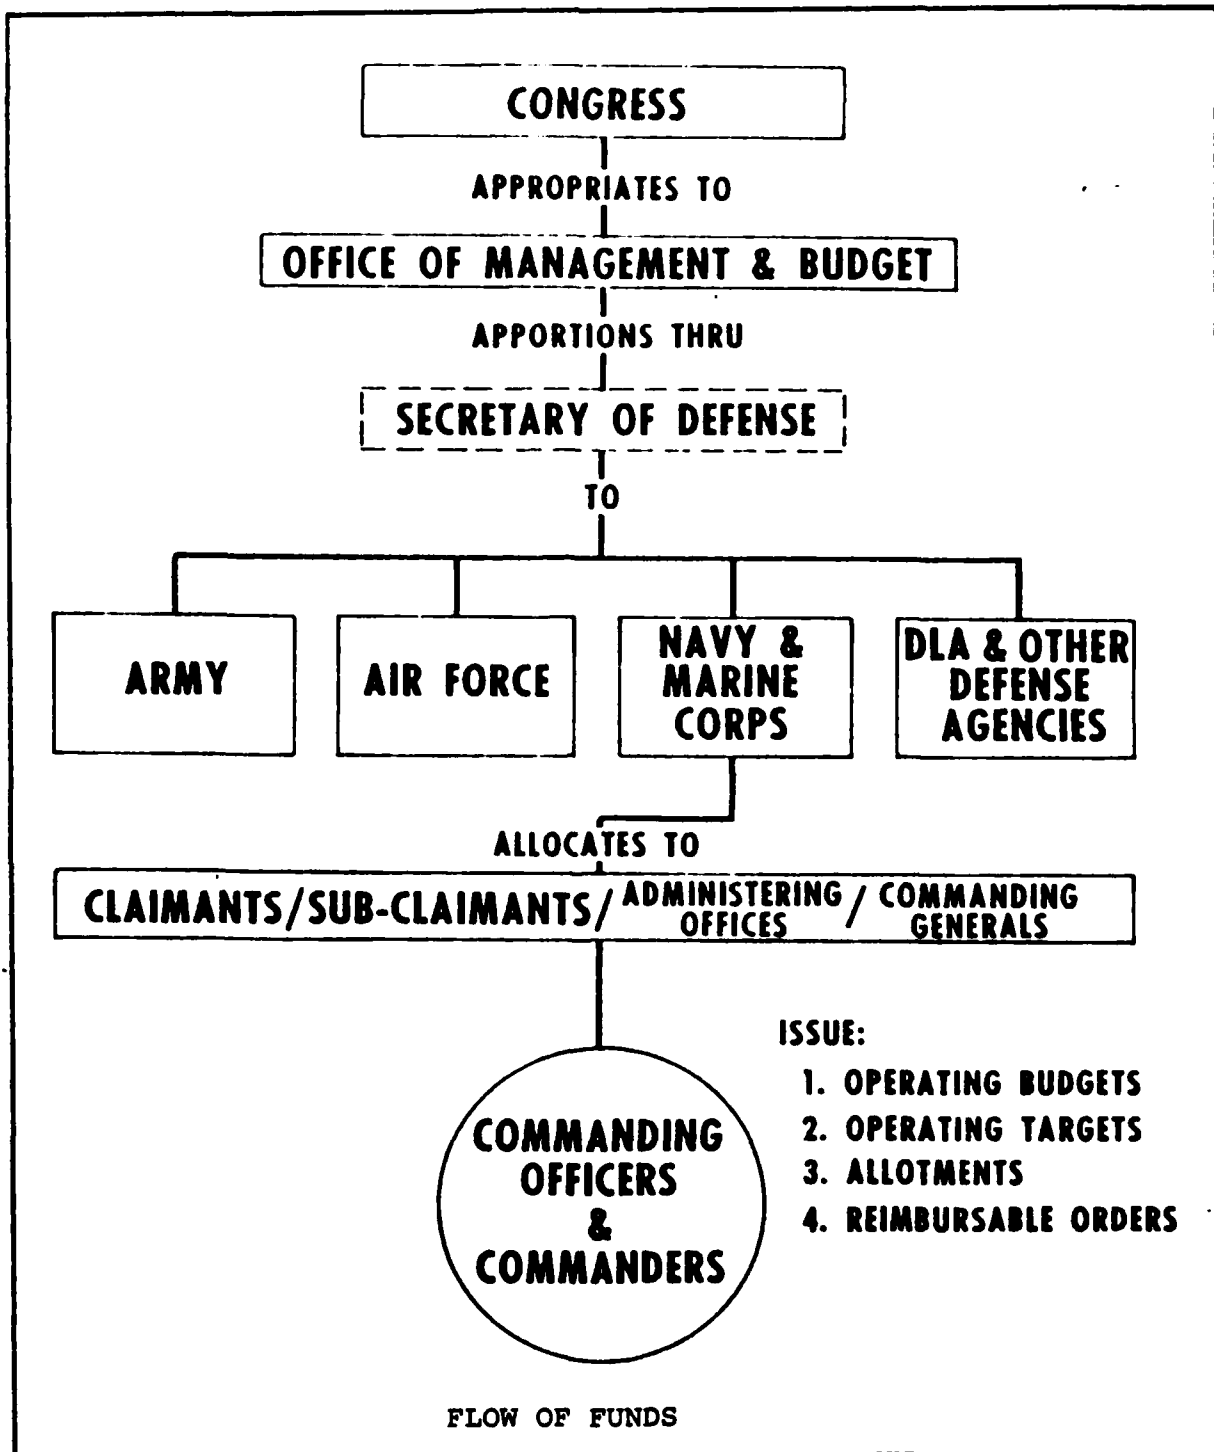 CONGRESS
APPROPRIATES TO
OFFICE OF MANAGEMENT & BUDGET
APPORTIONS THRU
SECRETARY OF DEFENSE
TO
ARMY
AIR FORCE
NAVY &
MARINE
CORPS
DLA & OTHER
DEFENSE
AGENCIES
ALLOCATES TO
CLAIMANTS/SUB-CLAIMANTS/ADMINISTERING OFFICES / COMMANDING GENERALS
COMMANDING
OFFICERS
&
COMMANDERS
ISSUE:
1. OPERATING BUDGETS
2. OPERATING TARGETS
3. ALLOTMENTS
4. REIMBURSABLE ORDERS
FLOW OF FUNDS